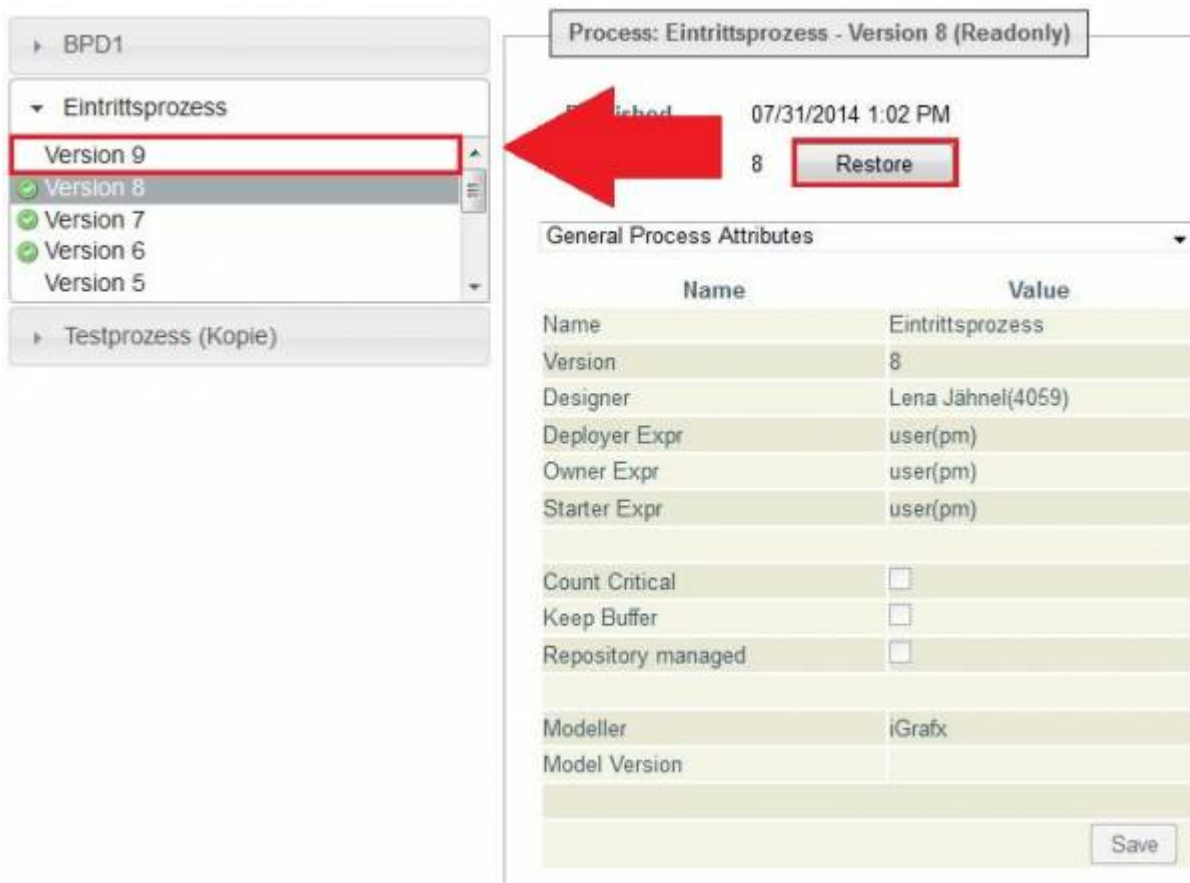 BPD1
Eintrittsprozess
Version 9
Version 8
Version 7
Version 6
Version 5
Testprozess (Kopie)
Process: Eintrittsprozess - Version 8 (Readonly)
07/31/2014 1:02 PM
8 Restore
General Process Attributes
Name Value
Name Eintrittsprozess
Version 8
Designer Lena Jähnel(4059)
Deployer Expr user(pm)
Owner Expr user(pm)
Starter Expr user(pm)
Count Critical
Keep Buffer
Repository managed
Modeller iGrafx
Model Version
Save